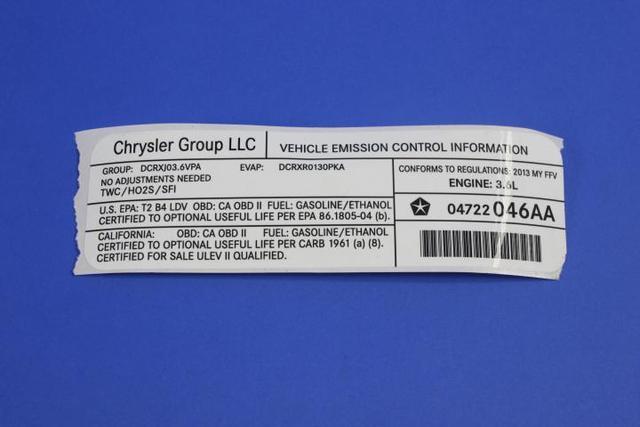 Chrysler Group LLC
VEHICLE EMISSION CONTROL INFORMATION
GROUP: DCRXJ03.6VPA EVAP: DCRXR0130PKA
NO ADJUSTMENTS NEEDED
TWC/HO2S/SFI
CONFORMS TO REGULATIONS: 2013 MY FFV
ENGINE: 3.6L
U.S. EPA: T2 B4 LDV OBD: CA OBD II FUEL: GASOLINE/ETHANOL
CERTIFIED TO OPTIONAL USEFUL LIFE PER EPA 86.1805-04 (b).
04722 046AA
CALIFORNIA: OBD: CA OBD II FUEL: GASOLINE/ETHANOL
CERTIFIED TO OPTIONAL USEFUL LIFE PER CARB 1961 (a) (8).
CERTIFIED FOR SALE ULEV II QUALIFIED.